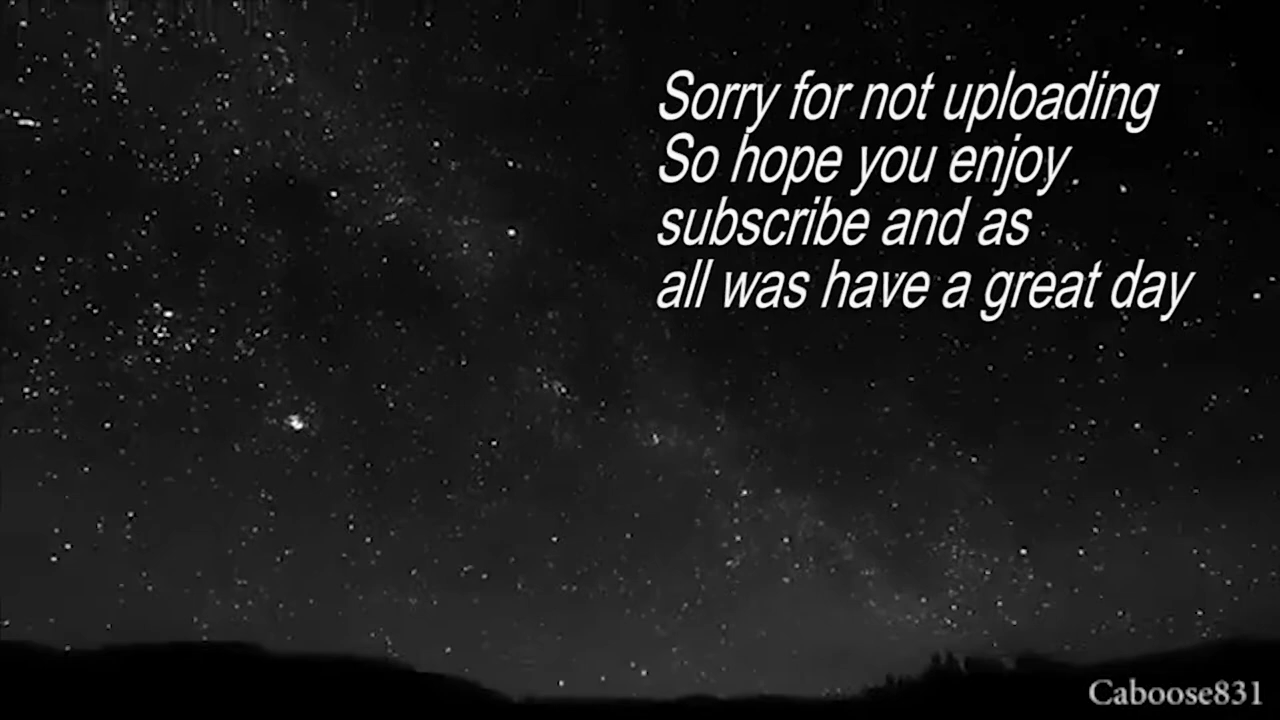 Sorry for not uploading
So hope you enjoy
subscribe and as
all was have a great day
Caboose831